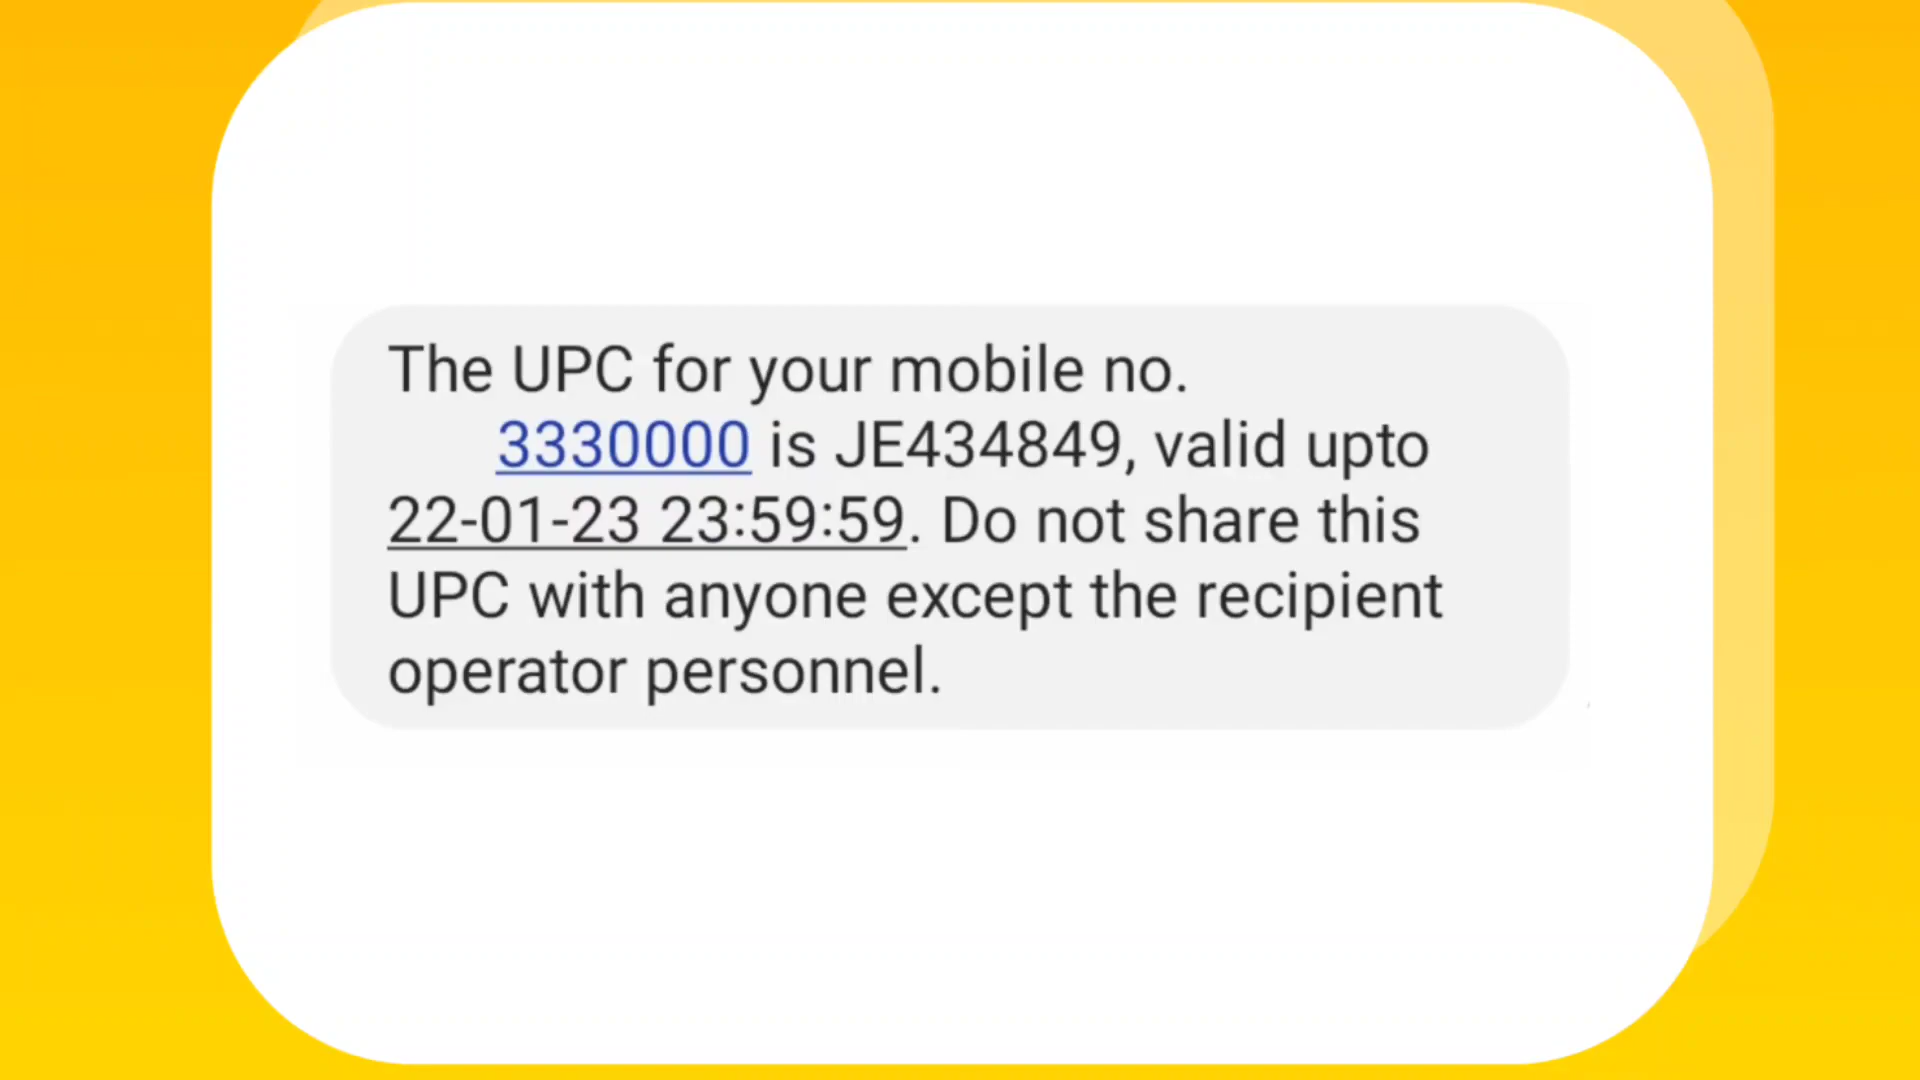 The UPC for your mobile no.
3330000 is JE434849, valid upto
22-01-23 23:59:59. Do not share this
UPC with anyone except the recipient
operator personnel.